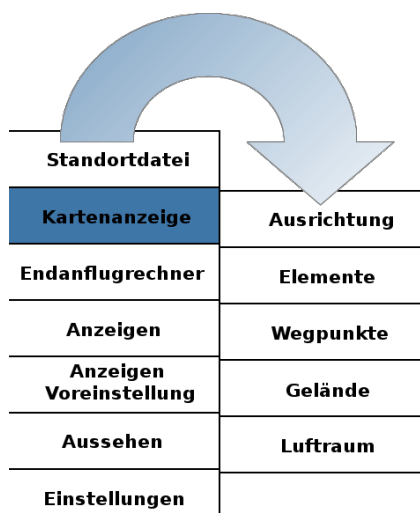 Standortdatei
Kartenanzeige
Endanflugrechner
Anzeigen
Anzeigen
Voreinstellung
Aussehen
Einstellungen
Ausrichtung
Elemente
Wegpunkte
Gelände
Luftraum